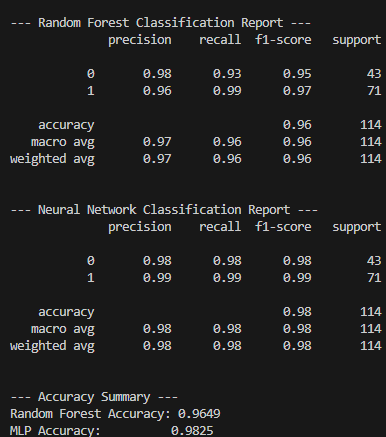 --- Random Forest Classification Report ---
              precision    recall  f1-score   support

           0       0.98      0.93      0.95        43
           1       0.96      0.99      0.97        71

    accuracy                           0.96       114
   macro avg       0.97      0.96      0.96       114
weighted avg       0.97      0.96      0.96       114

--- Neural Network Classification Report ---
              precision    recall  f1-score   support

           0       0.98      0.98      0.98        43
           1       0.99      0.99      0.99        71

    accuracy                           0.98       114
   macro avg       0.98      0.98      0.98       114
weighted avg       0.98      0.98      0.98       114

--- Accuracy Summary ---
Random Forest Accuracy: 0.9649
MLP Accuracy:           0.9825